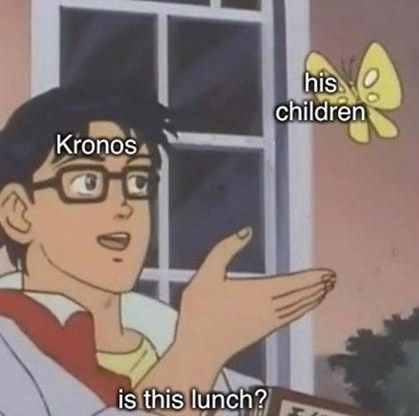 his
children
Kronos
is this lunch?